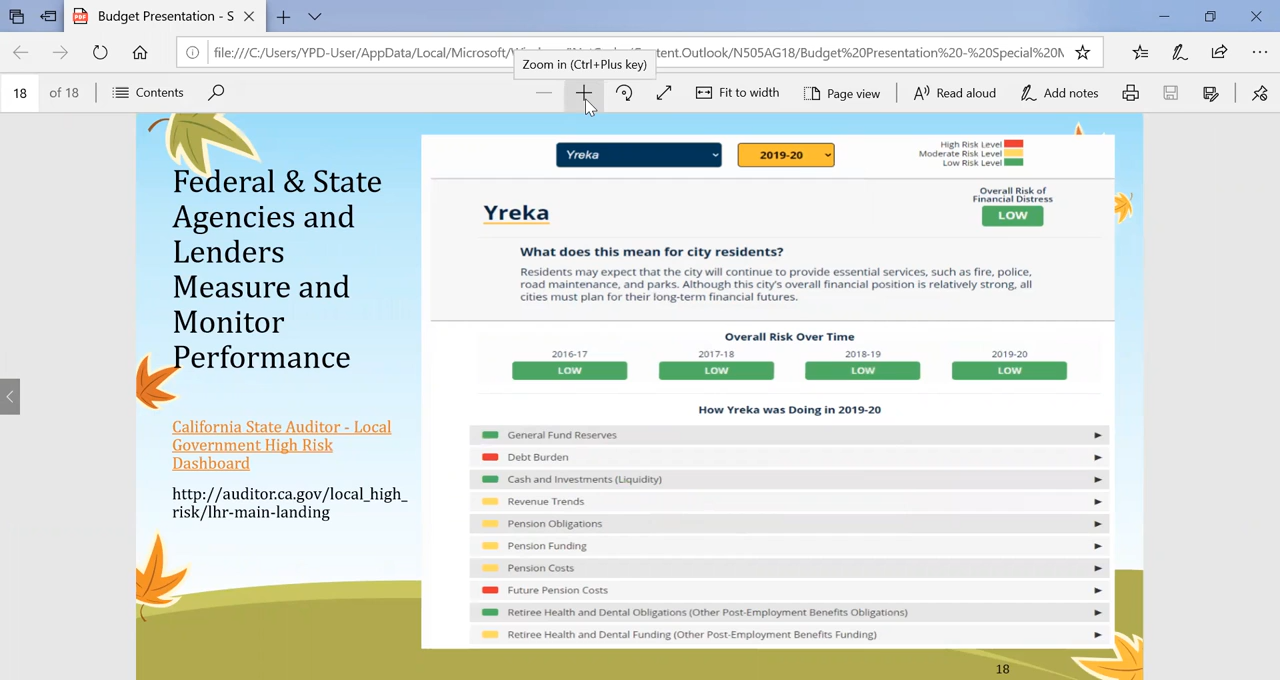 Budget Presentation - S
file:///C:/Users/YPD-User/AppData/Local/Microsoft/ .Outlook/N505AG18/Budget%20Presentation%20-%20Special%20
Zoom in (Ctrl+Plus key)
18 of 18 Contents Fit to width Page view Read aloud Add notes
Federal & State
Agencies and
Lenders
Measure and
Monitor
Performance
California State Auditor - Local
Government High Risk
Dashboard
http://auditor.ca.gov/local_high_
risk/lhr-main-landing
Yreka 2019-20
High Risk Level
Moderate Risk Level
Low Risk Level
Yreka
Overall Risk of
Financial Distress
LOW
What does this mean for city residents?
Residents may expect that the city will continue to provide essential services, such as fire, police,
road maintenance, and parks. Although this city's overall financial position is relatively strong, all
cities must plan for their long-term financial futures.
Overall Risk Over Time
2016-17 2017-18 2018-19 2019-20
LOW LOW LOW LOW
How Yreka was Doing in 2019-20
General Fund Reserves
Debt Burden
Cash and Investments (Liquidity)
Revenue Trends
Pension Obligations
Pension Funding
Pension Costs
Future Pension Costs
Retiree Health and Dental Obligations (Other Post-Employment Benefits Obligations)
Retiree Health and Dental Funding (Other Post-Employment Benefits Funding)
18